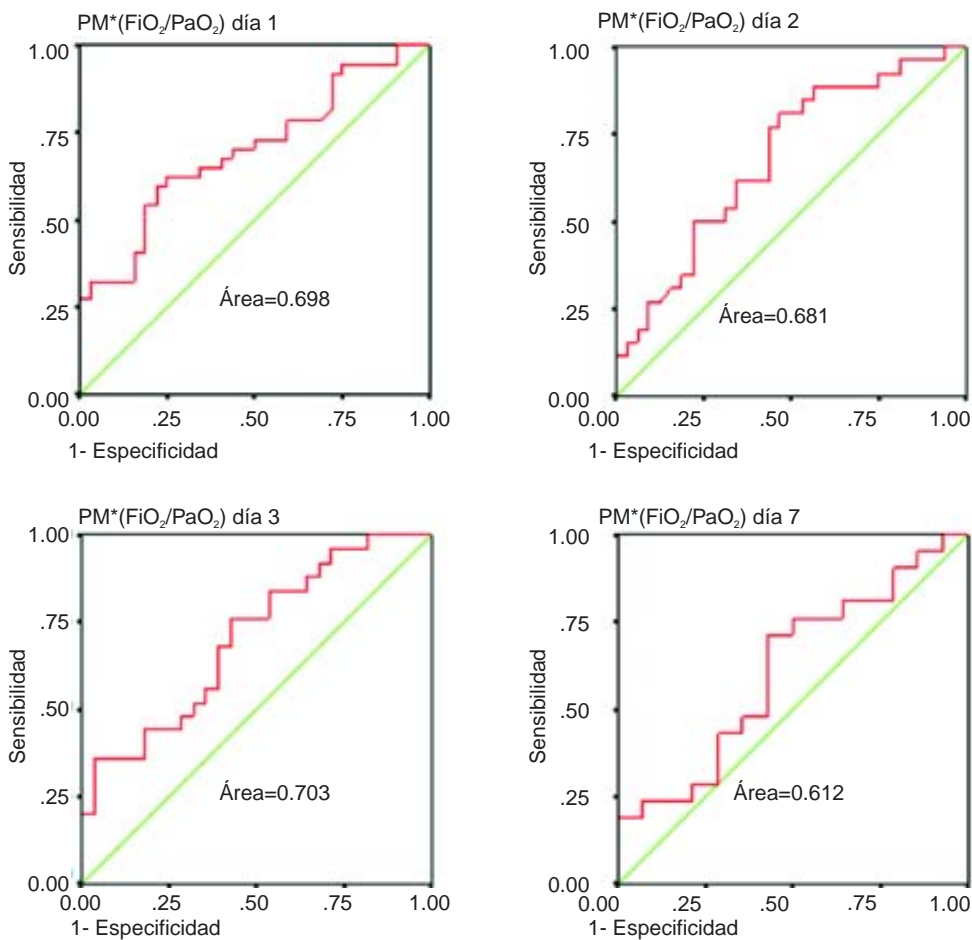 PM*(FiO₂/PaO₂) día 1
1.00
.75
.50
.25
0.00
Sensibilidad
Área=0.698
0.00 .25 .50 .75 1.00
1- Especificidad
PM*(FiO₂/PaO₂) día 2
1.00
.75
.50
.25
0.00
Sensibilidad
Área=0.681
0.00 .25 .50 .75 1.00
1- Especificidad
PM*(FiO₂/PaO₂) día 3
1.00
.75
.50
.25
0.00
Sensibilidad
Área=0.703
0.00 .25 .50 .75 1.00
1- Especificidad
PM*(FiO₂/PaO₂) día 7
1.00
.75
.50
.25
0.00
Sensibilidad
Área=0.612
0.00 .25 .50 .75 1.00
1- Especificidad